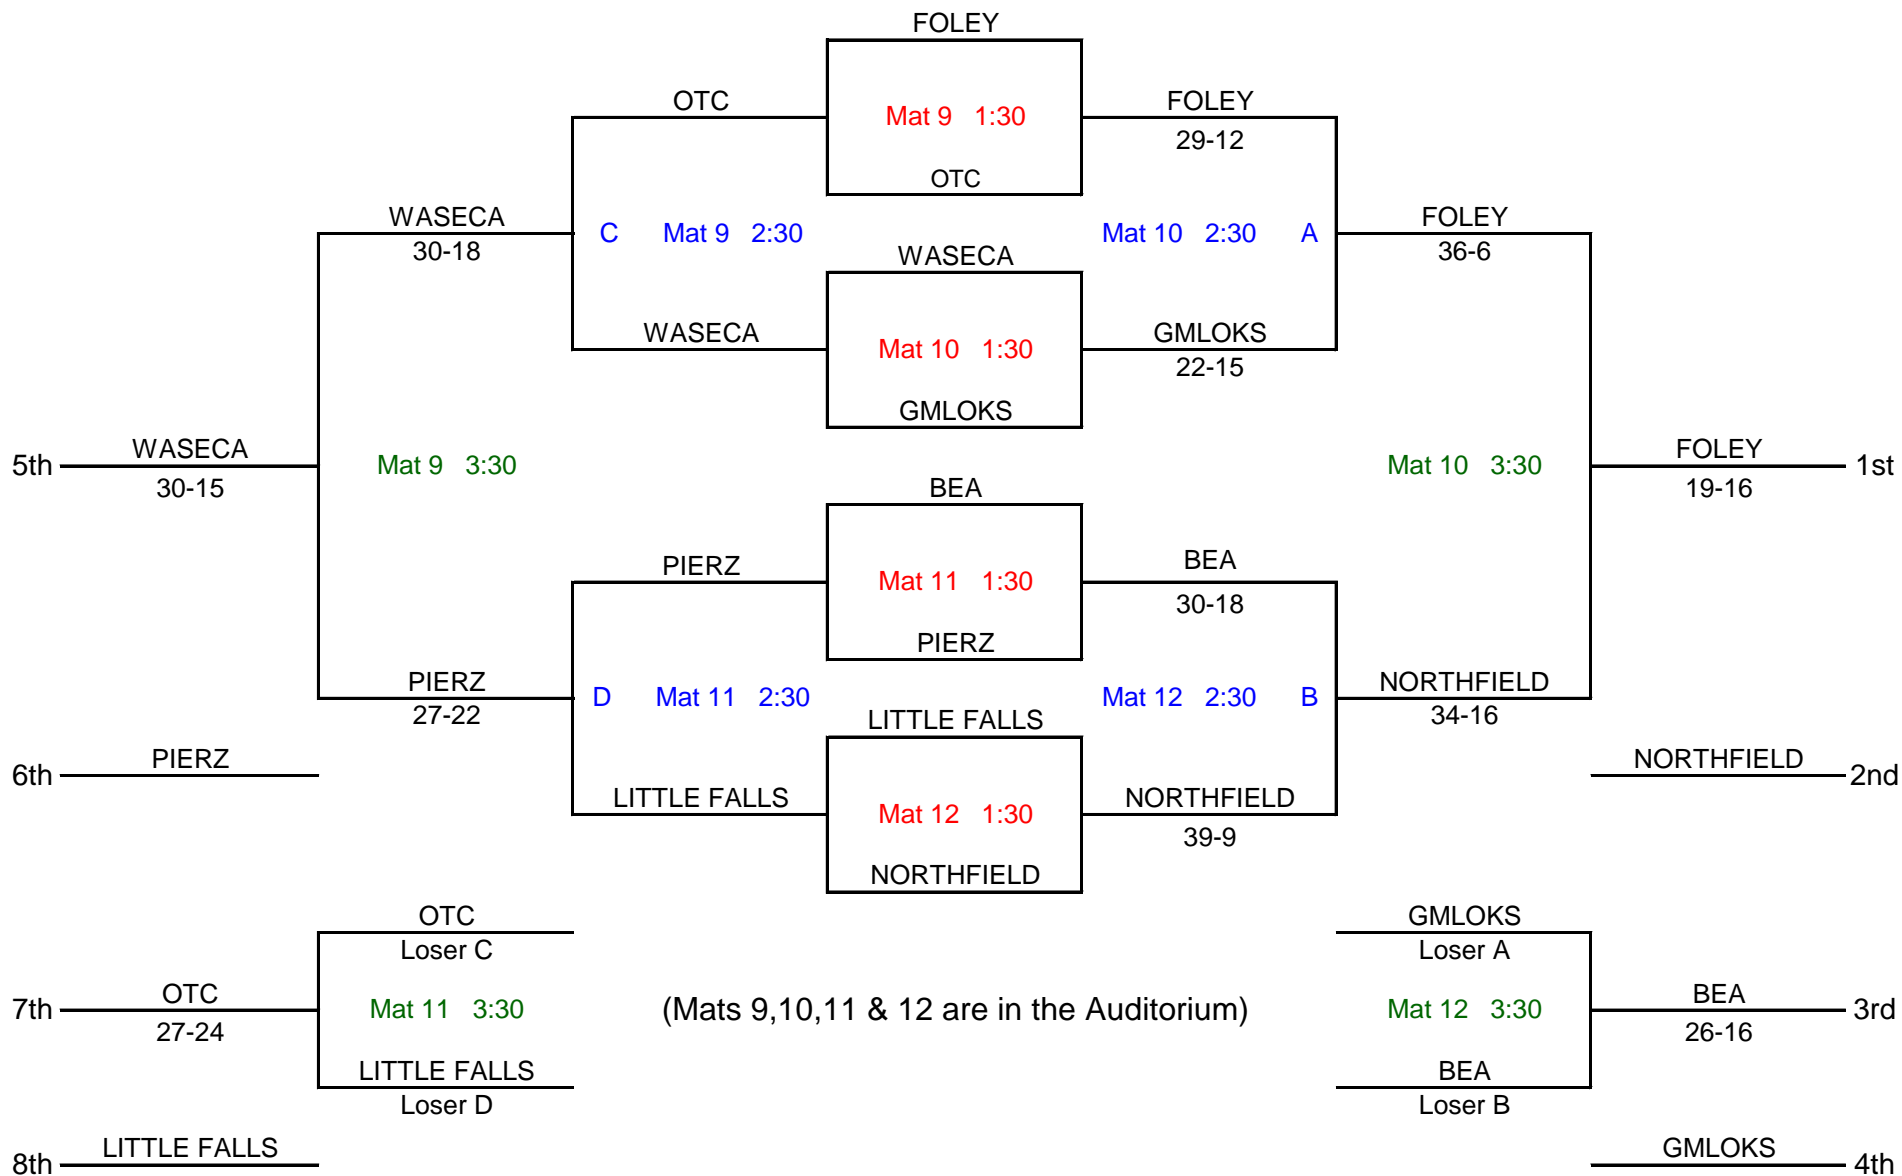 FOLEY
OTC
Mat 9 1:30
FOLEY
29-12
OTC
WASECA
30-18
C Mat 9 2:30
Mat 10 2:30 A
FOLEY
36-6
WASECA
WASECA
Mat 10 1:30
GMLOKS
22-15
GMLOKS
5th
WASECA
30-15
Mat 9 3:30
Mat 10 3:30
FOLEY
19-16
1st
BEA
PIERZ
Mat 11 1:30
BEA
30-18
PIERZ
PIERZ
27-22
D Mat 11 2:30
Mat 12 2:30 B
NORTHFIELD
34-16
LITTLE FALLS
6th
PIERZ
NORTHFIELD
2nd
LITTLE FALLS
Mat 12 1:30
NORTHFIELD
39-9
NORTHFIELD
OTC
Loser C
GMLOKS
Loser A
7th
OTC
27-24
Mat 11 3:30
(Mats 9,10,11 & 12 are in the Auditorium)
Mat 12 3:30
BEA
26-16
3rd
LITTLE FALLS
Loser D
BEA
Loser B
8th
LITTLE FALLS
GMLOKS
4th